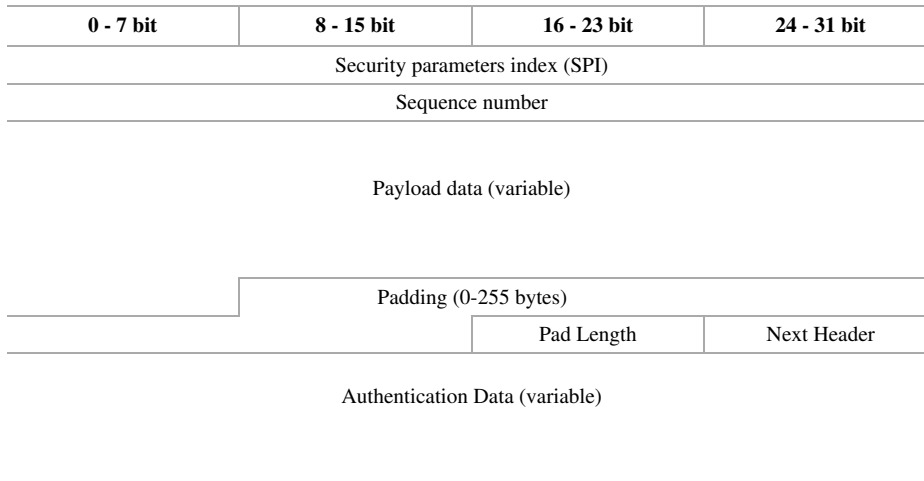 0 - 7 bit 8 - 15 bit 16 - 23 bit 24 - 31 bit
Security parameters index (SPI)
Sequence number
Payload data (variable)
Padding (0-255 bytes)
Pad Length Next Header
Authentication Data (variable)